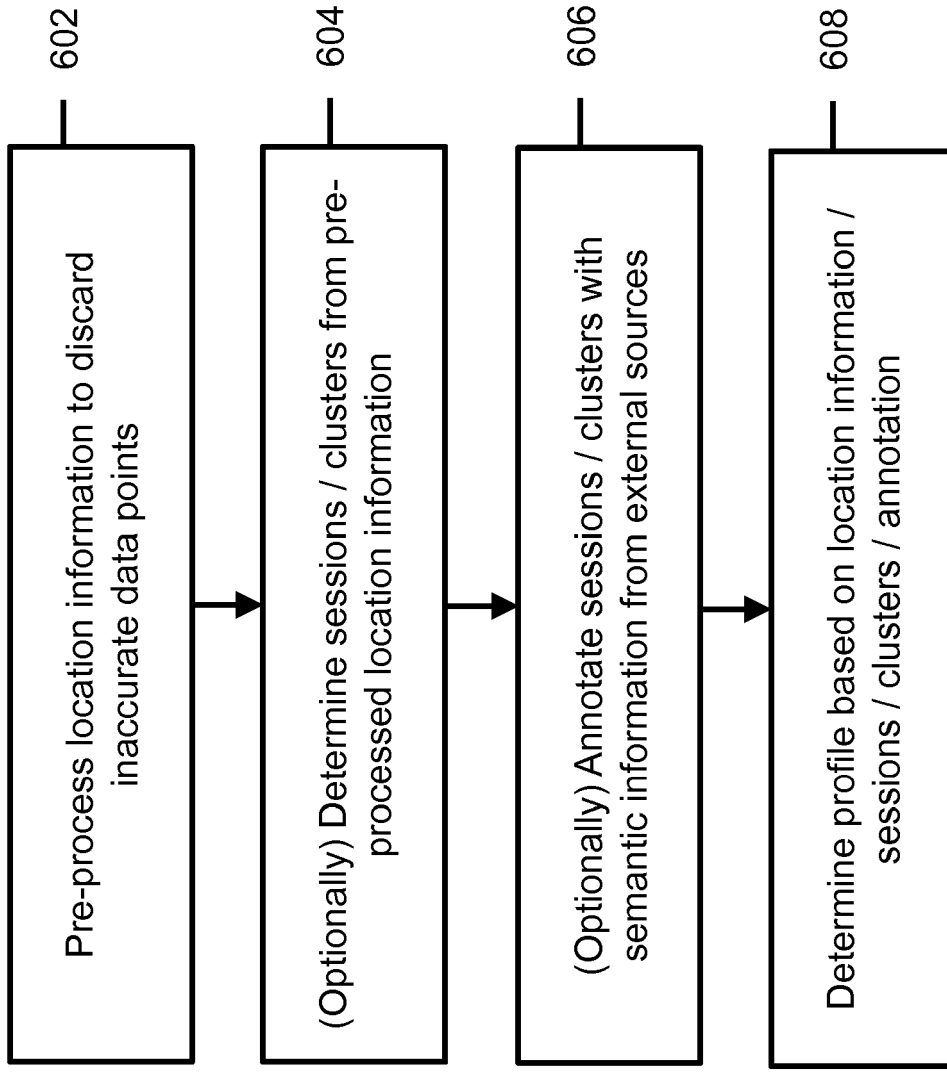 Pre-process location information to discard
inaccurate data points
602
(Optionally) Determine sessions / clusters from pre-
processed location information
604
(Optionally) Annotate sessions / clusters with
semantic information from external sources
606
Determine profile based on location information /
sessions / clusters / annotation
608